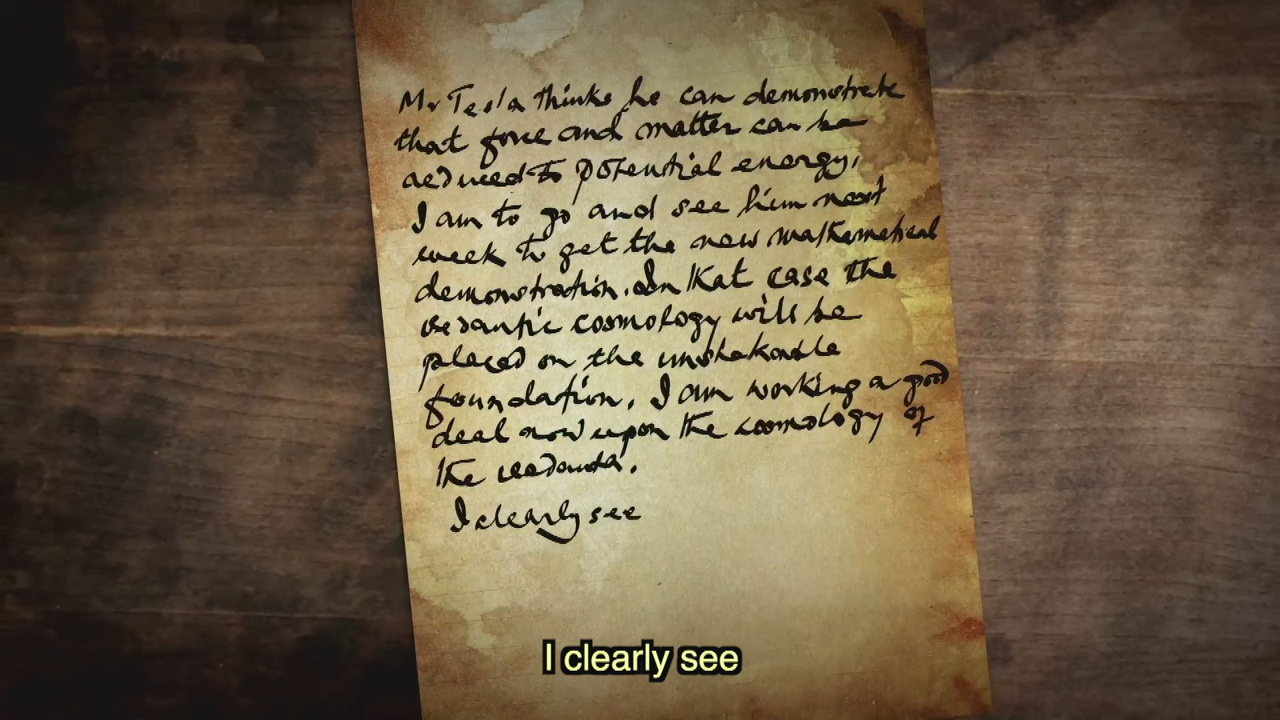 Mr Tesla thinks he can demonstrate
that force and matter can be
reduced to potential energy,
I am to go and see him next
week to get the new mathematical
demonstration. In that case the
vedantic cosmology will be
placed on the unshakable
foundation. I am working a good
deal now upon the cosmology of
the vedanta.
I clearly see
I clearly see